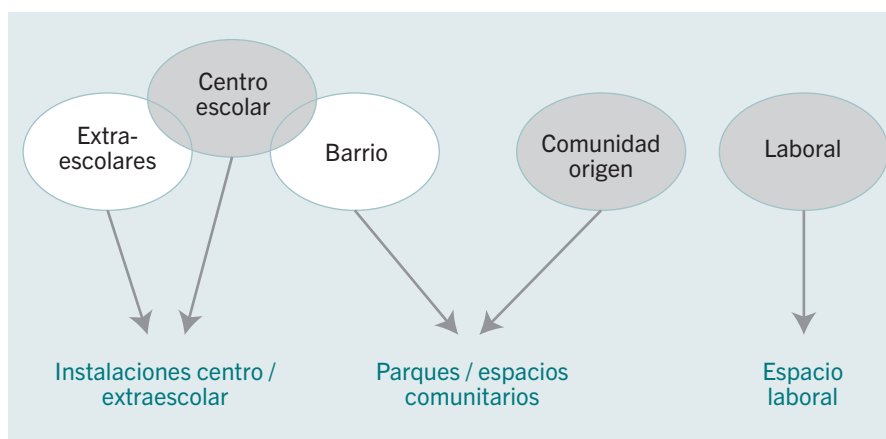 Centro
escolar
Extra-
escolares
Barrio
Comunidad
origen
Laboral
Instalaciones centro /
extraescolar
Parques / espacios
comunitarios
Espacio
laboral